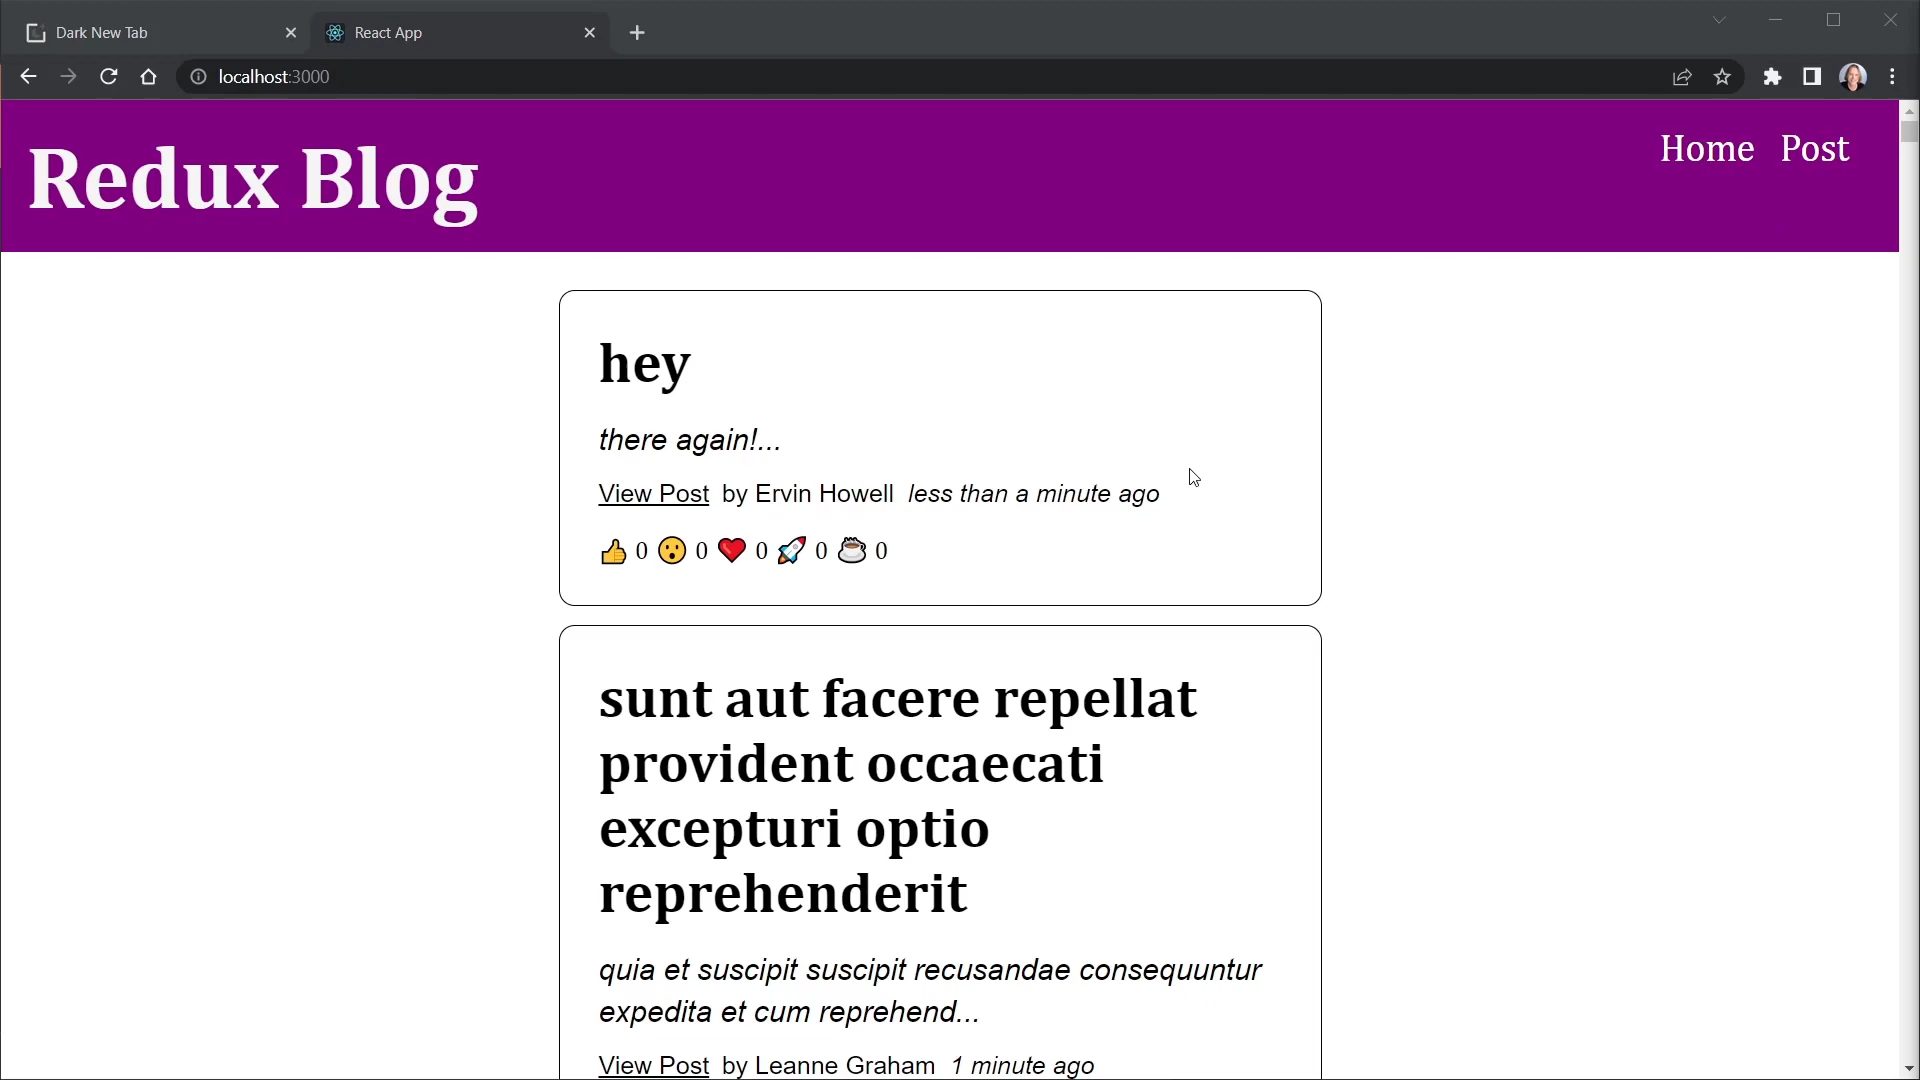 Dark New Tab
React App
localhost:3000
Redux Blog
Home Post
hey
there again!...
View Post by Ervin Howell less than a minute ago
👍 0 😮 0 ❤️ 0 🚀 0 ☕ 0
sunt aut facere repellat
provident occaecati
excepturi optio
reprehenderit
quia et suscipit suscipit recusandae consequuntur
expedita et cum reprehend...
View Post by Leanne Graham 1 minute ago